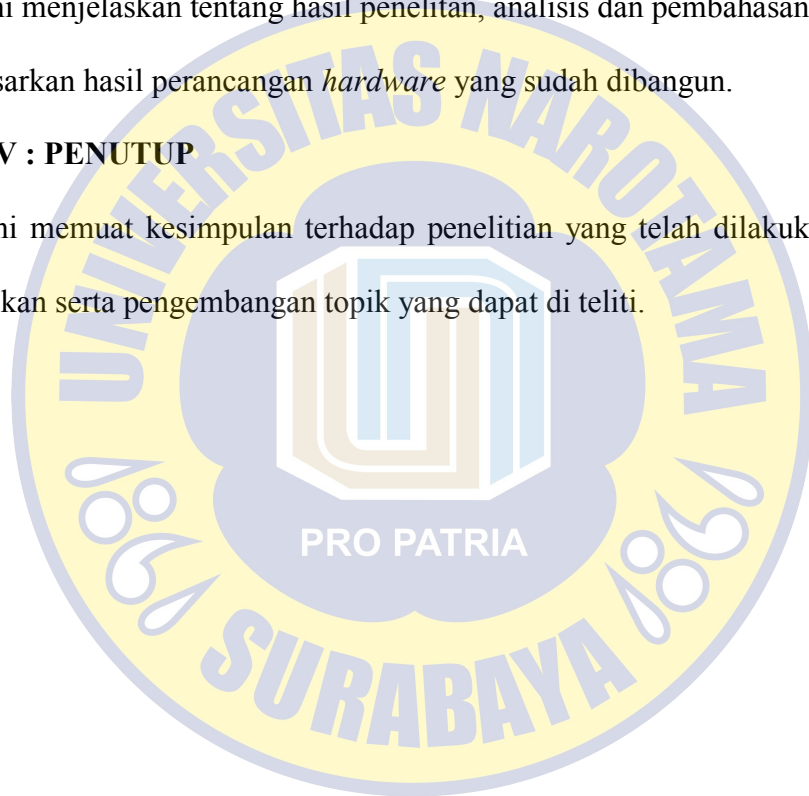 ni menjelaskan tentang hasil penelitan, analisis dan pembahasan
sarkan hasil perancangan hardware yang sudah dibangun.
V : PENUTUP
ni memuat kesimpulan terhadap penelitian yang telah dilakuk
kan serta pengembangan topik yang dapat di teliti.
UNIVERSITAS NAROTAMA
PRO PATRIA
SURABAYA